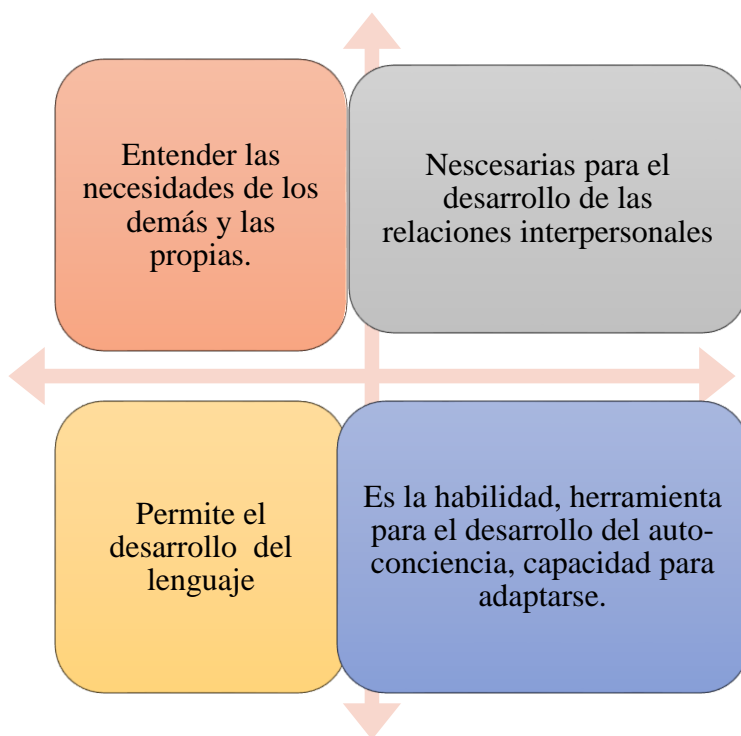 Entender las
necesidades de los
demás y las
propias.
Nescesarias para el
desarrollo de las
relaciones interpersonales
Permite el
desarrollo del
lenguaje
Es la habilidad, herramienta
para el desarrollo del auto-
conciencia, capacidad para
adaptarse.